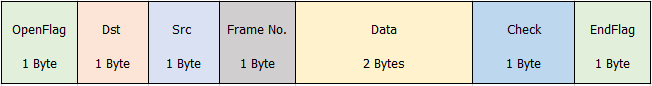 OpenFlag Dst Src Frame No. Data Check EndFlag
1 Byte 1 Byte 1 Byte 1 Byte 2 Bytes 1 Byte 1 Byte